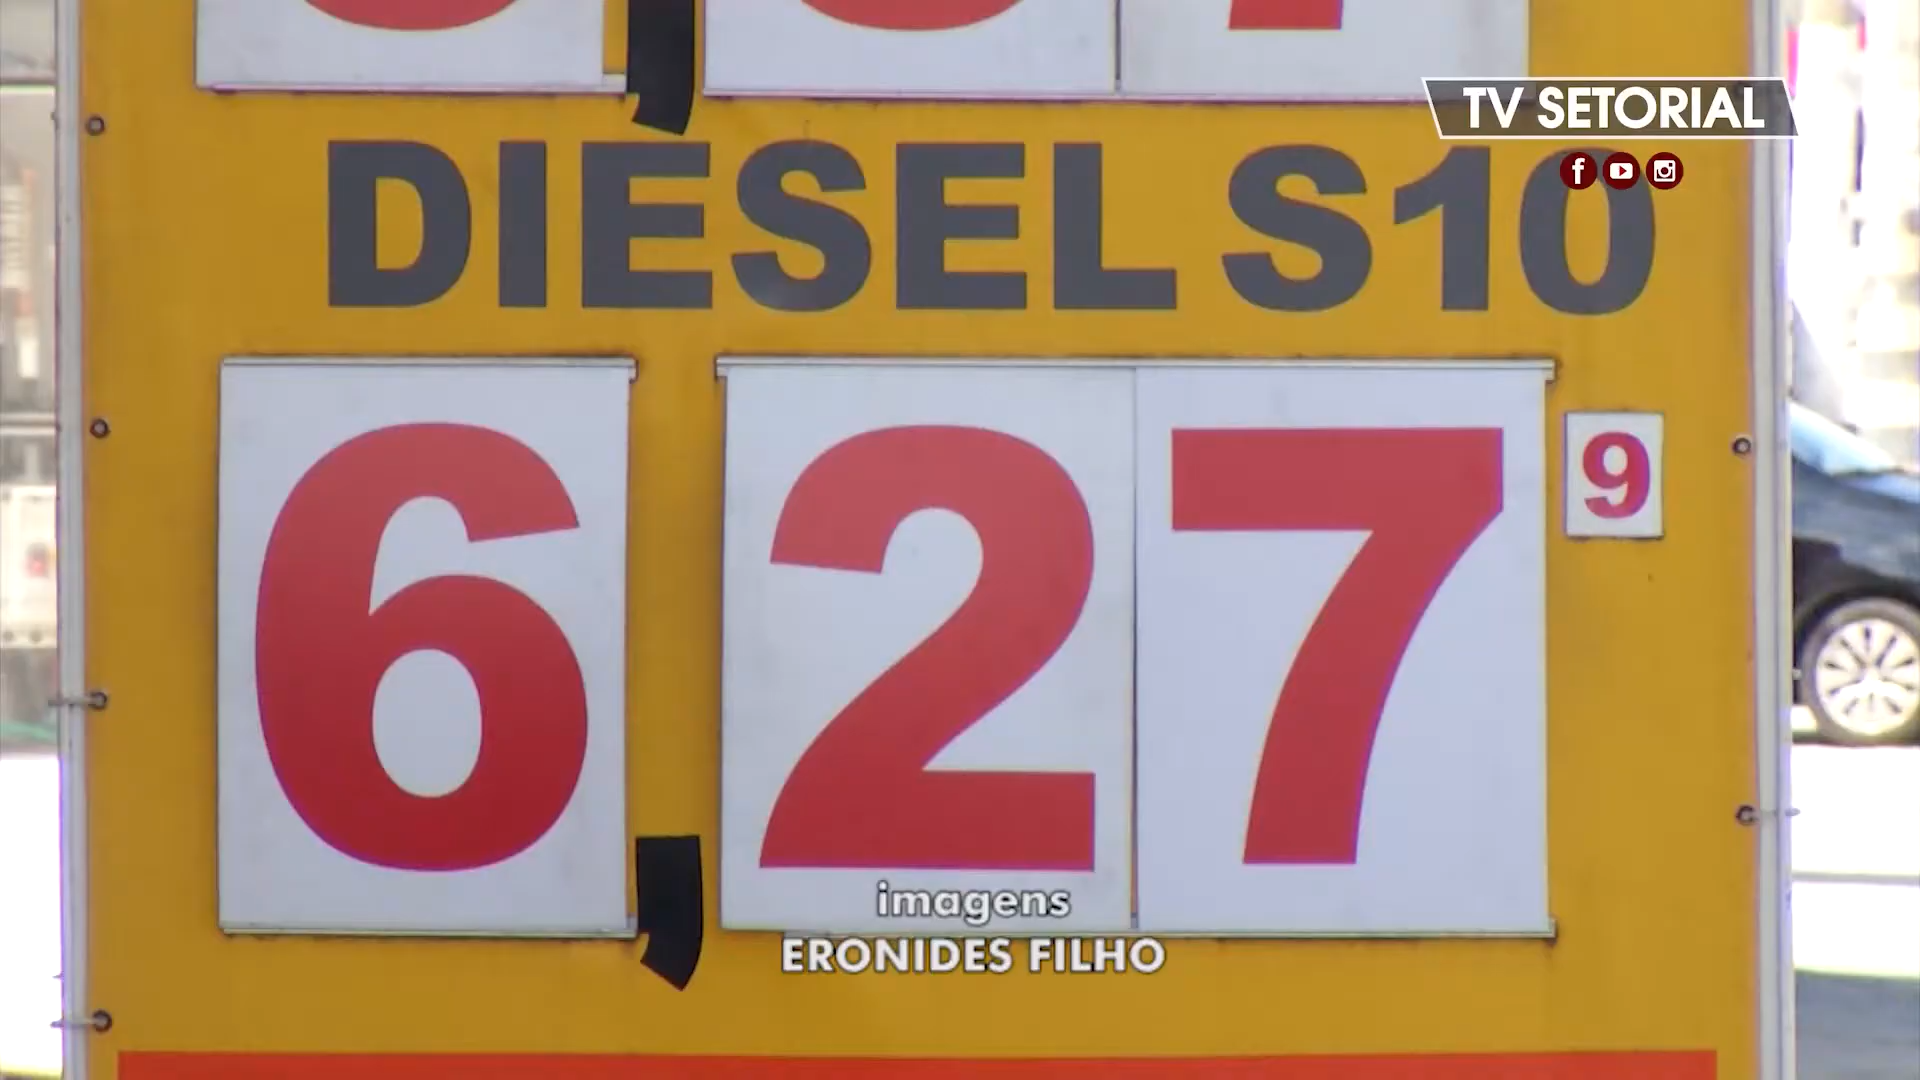 TV SETORIAL
DIESEL S10
6,27 9
imagens
ERONIDES FILHO